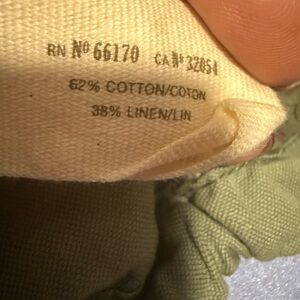 RN Nº 66170 CA Nº 32054
62% COTTON/COTON
38% LINEN/LIN